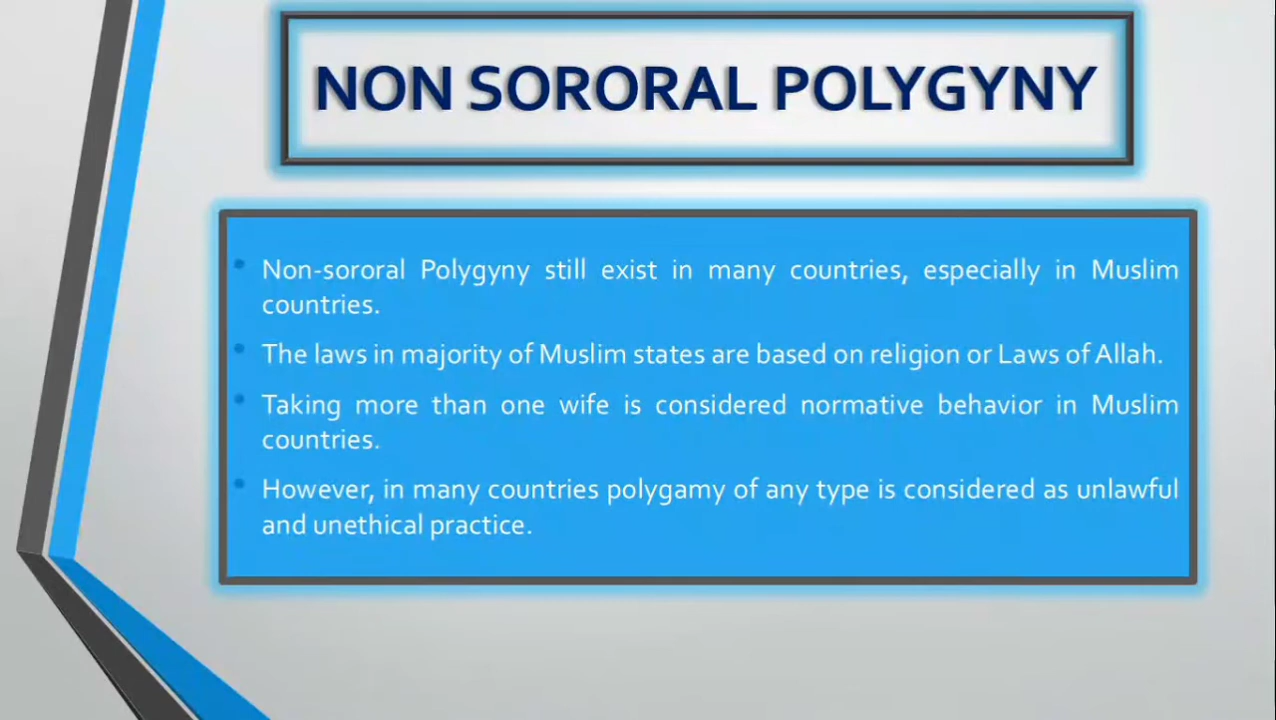 NON SORORAL POLYGYNY
• Non-sororal Polygyny still exist in many countries, especially in Muslim
countries.
• The laws in majority of Muslim states are based on religion or Laws of Allah.
• Taking more than one wife is considered normative behavior in Muslim
countries.
• However, in many countries polygamy of any type is considered as unlawful
and unethical practice.